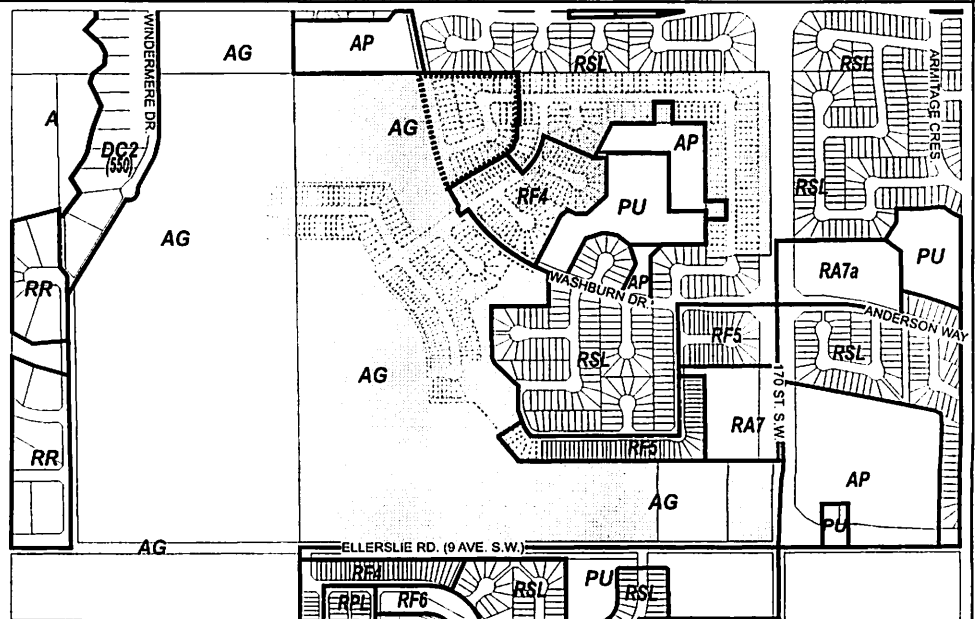 WINDERMERE DR.
AG
AP
RSL
RSL
ARMITAGE CRES
A
AG
DC2
(550)
AP
RSL
RF4
PU
AG
PU
RR
AP
WASHBURN DR.
RA7a
ANDERSON WAY
RF5
RSL
RSL
AG
170 ST. S.W.
RA7
RR
RF5
AP
AG
PU
AG
ELLERSLIE RD. (9 AVE. S.W.)
RF4
RSL
PU
RSL
RPL
RF6